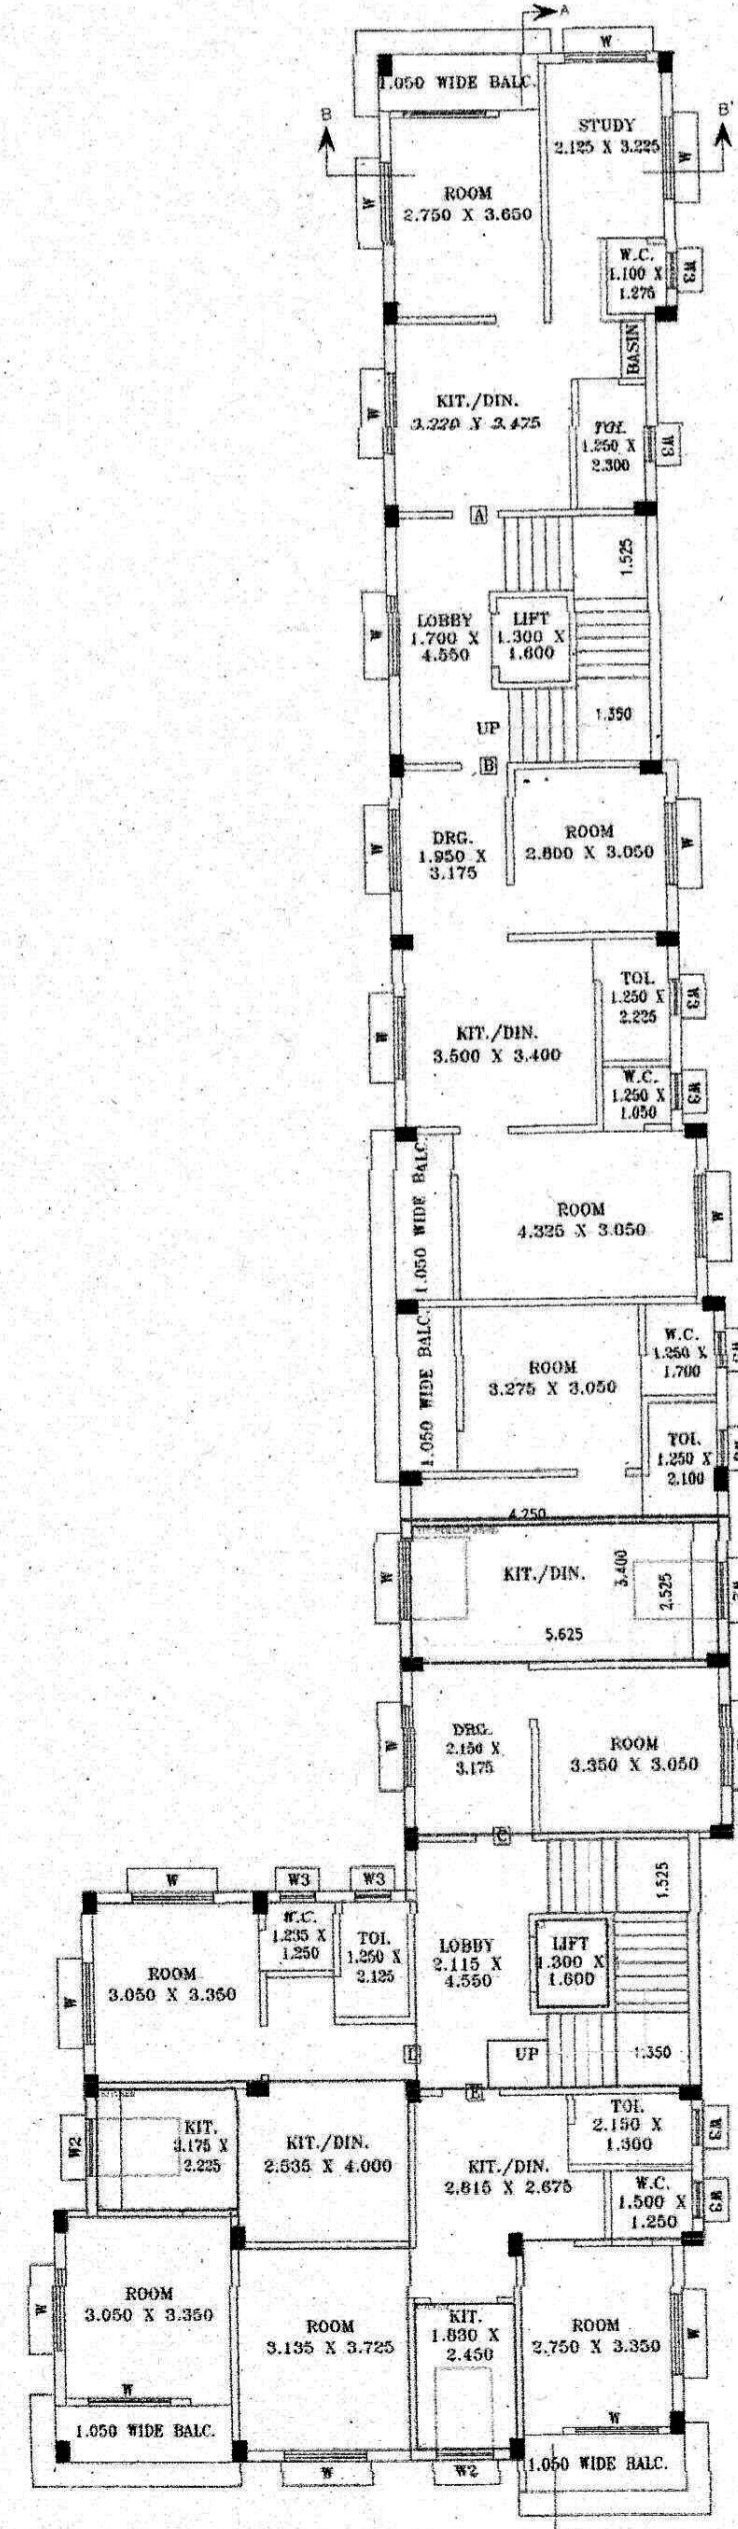 A
W
1.050 WIDE BALC.
B
B'
STUDY
2.125 X 3.225
W
ROOM
2.750 X 3.650
W
W.C.
1.100 X
1.275
W3
BASIN
KIT./DIN.
3.220 X 3.475
W
TOI.
1.250 X
2.300
W3
A
1.525
LOBBY
1.700 X
4.550
LIFT
1.300 X
1.600
W
UP
1.350
B
DRG.
1.950 X
3.175
ROOM
2.800 X 3.050
W
W
TOI.
1.250 X
2.225
W3
KIT./DIN.
3.500 X 3.400
W
W.C.
1.250 X
1.050
W3
1.050 WIDE BALC.
ROOM
4.325 X 3.050
W
1.050 WIDE BALC.
ROOM
3.275 X 3.050
W.C.
1.250 X
1.700
TOI.
1.250 X
2.100
4.250
KIT./DIN.
3.400
2.525
W
5.625
DRG.
2.150 X
3.175
ROOM
3.350 X 3.050
W
C
W
W3
W3
1.525
W.C.
1.235 X
1.250
TOI.
1.250 X
2.125
LOBBY
2.115 X
4.550
LIFT
1.300 X
1.600
ROOM
3.050 X 3.350
W
UP
1.350
E
KIT.
3.175 X
2.225
W2
KIT./DIN.
2.535 X 4.000
KIT./DIN.
2.815 X 2.675
TOI.
2.150 X
1.300
W3
W.C.
1.500 X
1.250
W3
ROOM
3.050 X 3.350
W
ROOM
3.135 X 3.725
KIT.
1.830 X
2.450
ROOM
2.750 X 3.350
W
W
W
1.050 WIDE BALC.
W
W2
1.050 WIDE BALC.